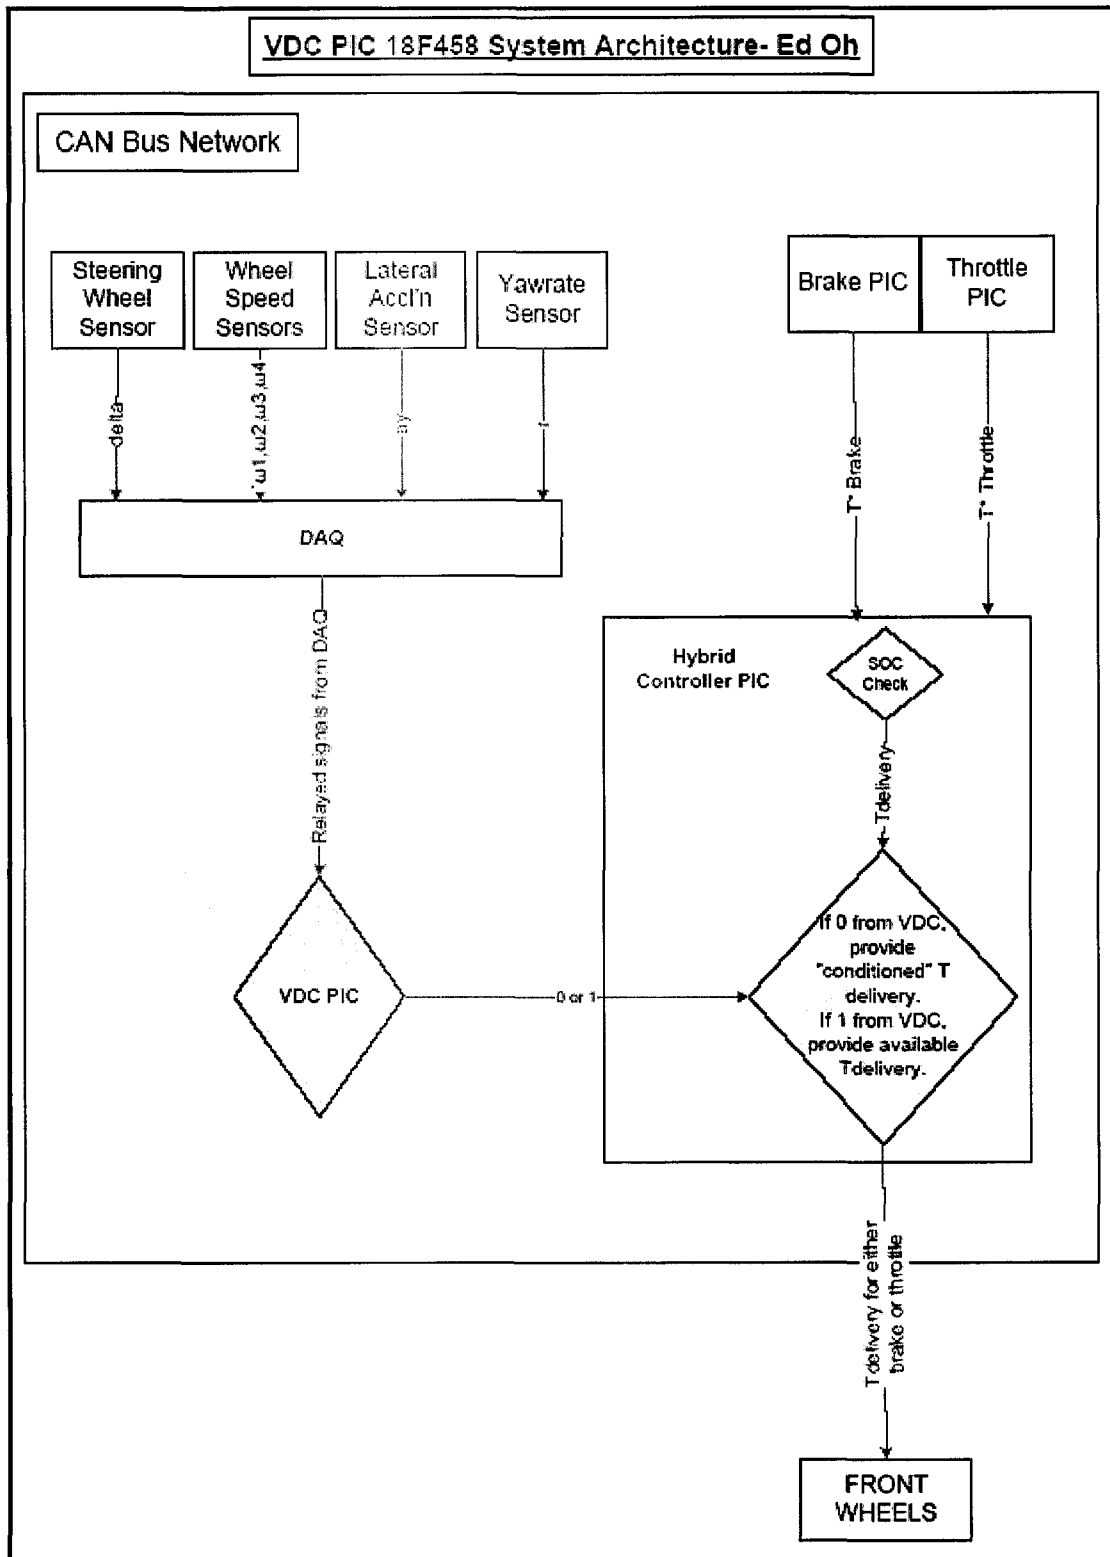 VDC PIC 18F458 System Architecture- Ed Oh
CAN Bus Network
Steering
Wheel
Sensor
Wheel
Speed
Sensors
Lateral
Accl'n
Sensor
Yawrate
Sensor
Brake PIC
Throttle
PIC
delta
ω1,ω2,ω3,ω4
ay
r
T* Brake
T* Throttle
DAQ
Relayed signals from DAQ
Hybrid
Controller PIC
SOC
Check
Tdelivery
VDC PIC
0 or 1
If 0 from VDC,
provide
"conditioned" T
delivery.
If 1 from VDC,
provide available
Tdelivery.
Tdelivery for either
brake or throttle
FRONT
WHEELS